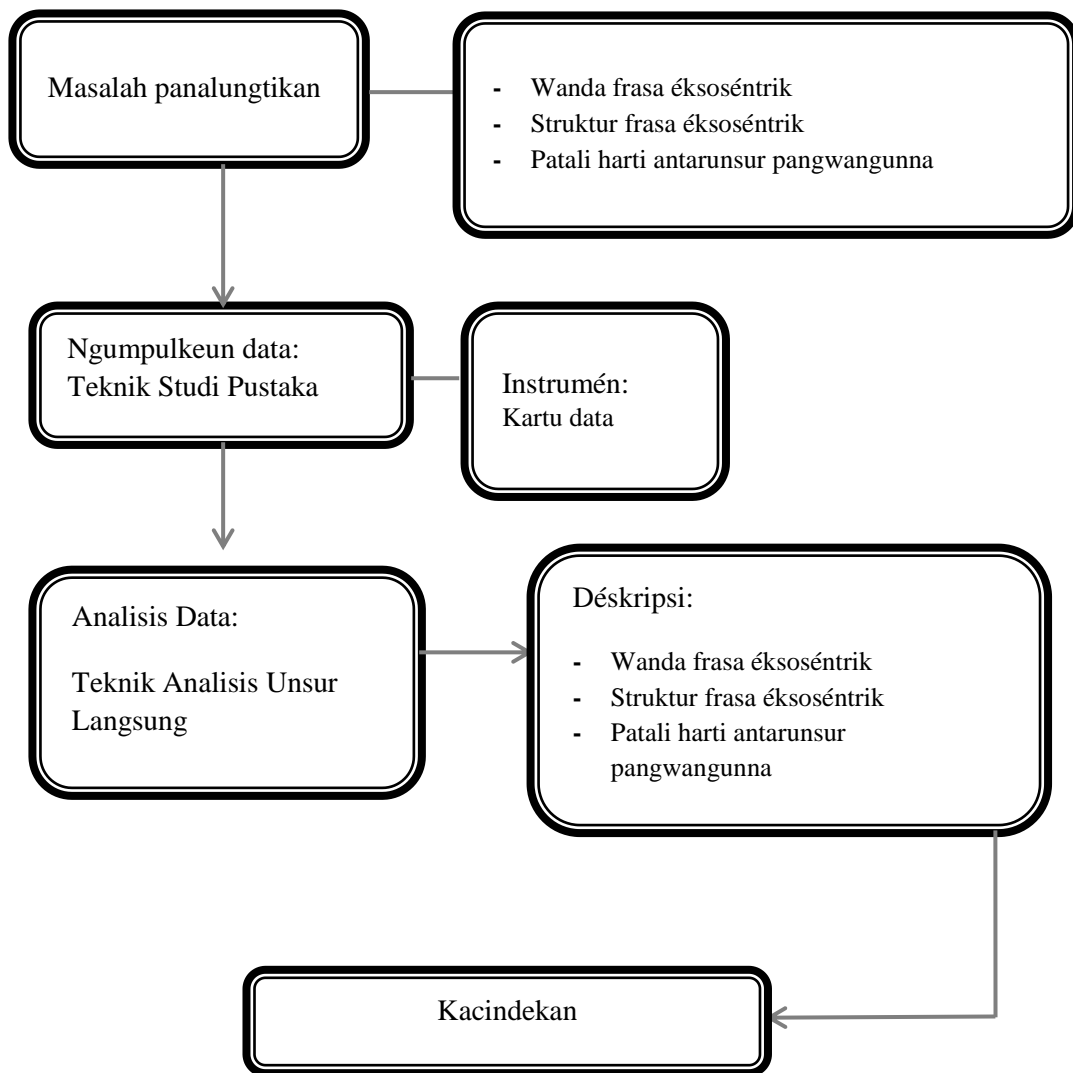 Masalah panalungtikan
- Wanda frasa éksoséntrik
- Struktur frasa éksoséntrik
- Patali harti antarunsur pangwangunna
Ngumpulkeun data:
Teknik Studi Pustaka
Instrumén:
Kartu data
Analisis Data:
Teknik Analisis Unsur
Langsung
Déskripsi:
- Wanda frasa éksoséntrik
- Struktur frasa éksoséntrik
- Patali harti antarunsur
pangwangunna
Kacindekan